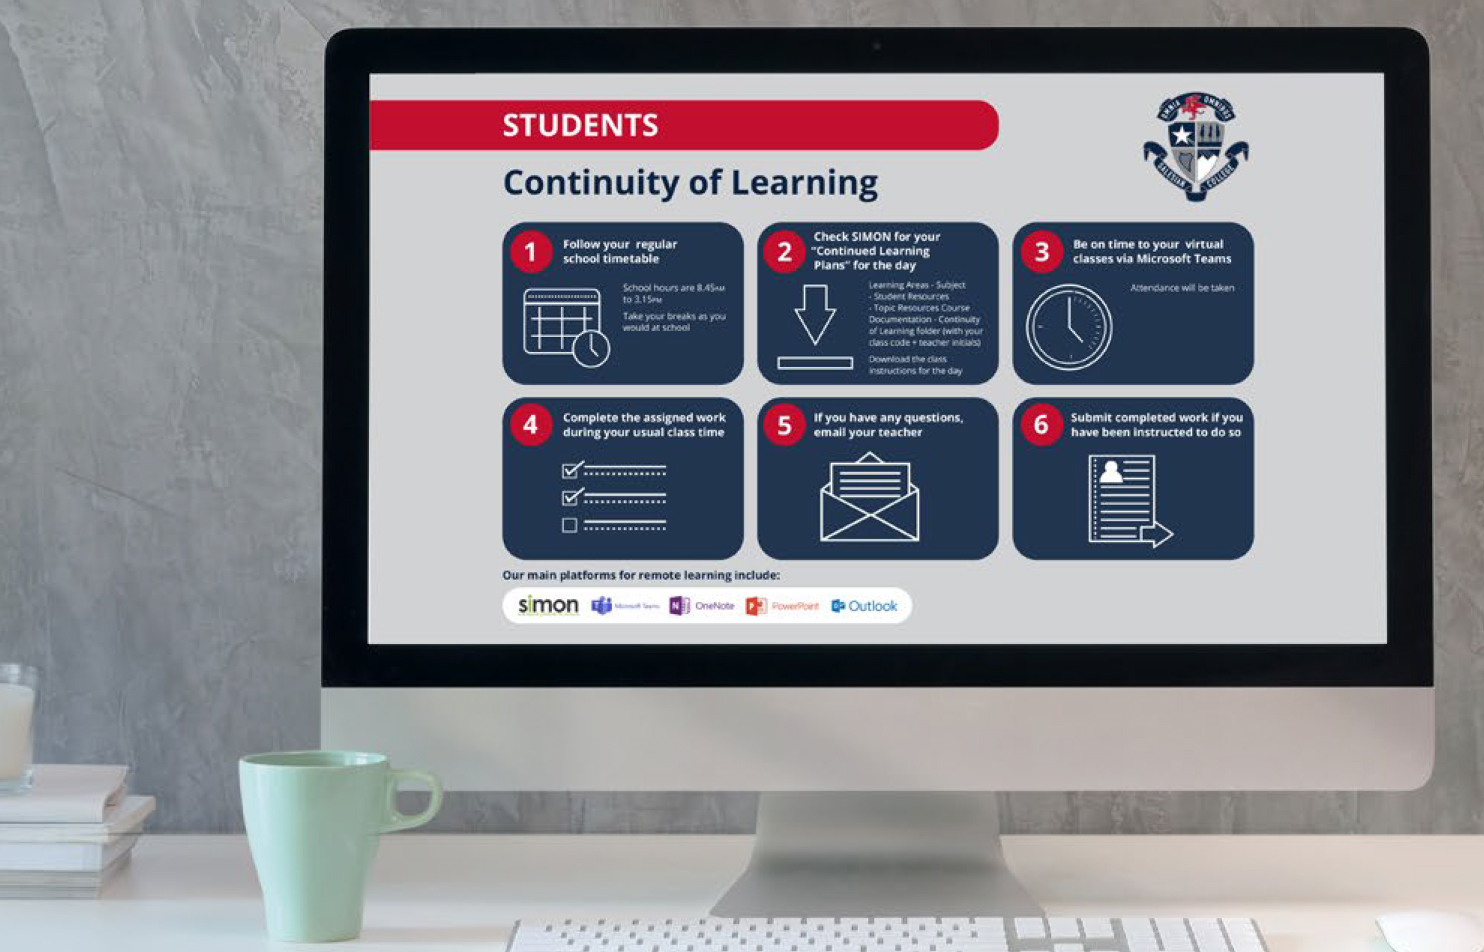 STUDENTS
OMNIA OMNIBUS
SALESIAN COLLEGE
Continuity of Learning
1
Follow your regular
school timetable
School hours are 8.45AM
to 3.15PM
Take your breaks as you
would at school
2
Check SIMON for your
"Continued Learning
Plans" for the day
Learning Areas - Subject
- Student Resources
- Topic Resources Course
Documentation - Continuity
of Learning folder (with your
class code + teacher initials)
Download the class
instructions for the day
3
Be on time to your virtual
classes via Microsoft Teams
Attendance will be taken
4
Complete the assigned work
during your usual class time
5
If you have any questions,
email your teacher
6
Submit completed work if you
have been instructed to do so
Our main platforms for remote learning include:
simon Microsoft Teams OneNote PowerPoint Outlook